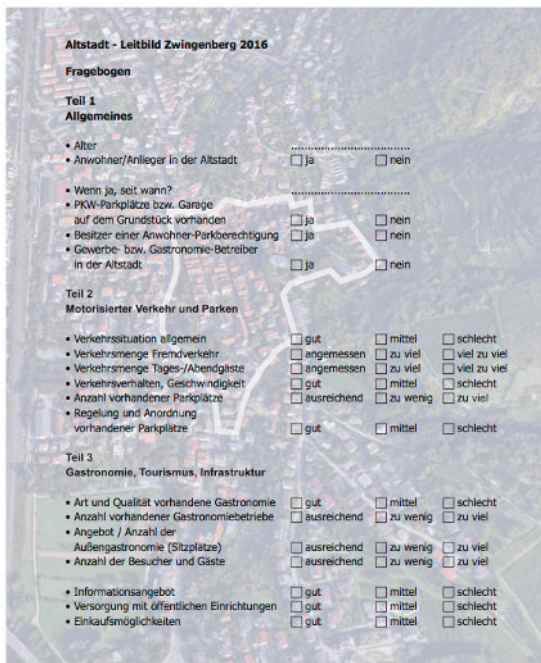 Altstadt - Leitbild Zwingenberg 2016
Fragebogen
Teil 1
Allgemeines
• Alter ....................................
• Anwohner/Anlieger in der Altstadt ☐ ja ☐ nein
• Wenn ja, seit wann? ....................................
• PKW-Parkplätze bzw. Garage
auf dem Grundstück vorhanden ☐ ja ☐ nein
• Besitzer einer Anwohner-Parkberechtigung ☐ ja ☐ nein
• Gewerbe- bzw. Gastronomie-Betreiber
in der Altstadt ☐ ja ☐ nein
Teil 2
Motorisierter Verkehr und Parken
• Verkehrssituation allgemein ☐ gut ☐ mittel ☐ schlecht
• Verkehrsmenge Fremdverkehr ☐ angemessen ☐ zu viel ☐ viel zu viel
• Verkehrsmenge Tages-/Abendgäste ☐ angemessen ☐ zu viel ☐ viel zu viel
• Verkehrsverhalten, Geschwindigkeit ☐ gut ☐ mittel ☐ schlecht
• Anzahl vorhandener Parkplätze ☐ ausreichend ☐ zu wenig ☐ zu viel
• Regelung und Anordnung
vorhandener Parkplätze ☐ gut ☐ mittel ☐ schlecht
Teil 3
Gastronomie, Tourismus, Infrastruktur
• Art und Qualität vorhandene Gastronomie ☐ gut ☐ mittel ☐ schlecht
• Anzahl vorhandener Gastronomiebetriebe ☐ ausreichend ☐ zu wenig ☐ zu viel
• Angebot / Anzahl der
Außengastronomie (Sitzplätze) ☐ ausreichend ☐ zu wenig ☐ zu viel
• Anzahl der Besucher und Gäste ☐ ausreichend ☐ zu wenig ☐ zu viel
• Informationsangebot ☐ gut ☐ mittel ☐ schlecht
• Versorgung mit öffentlichen Einrichtungen ☐ gut ☐ mittel ☐ schlecht
• Einkaufsmöglichkeiten ☐ gut ☐ mittel ☐ schlecht